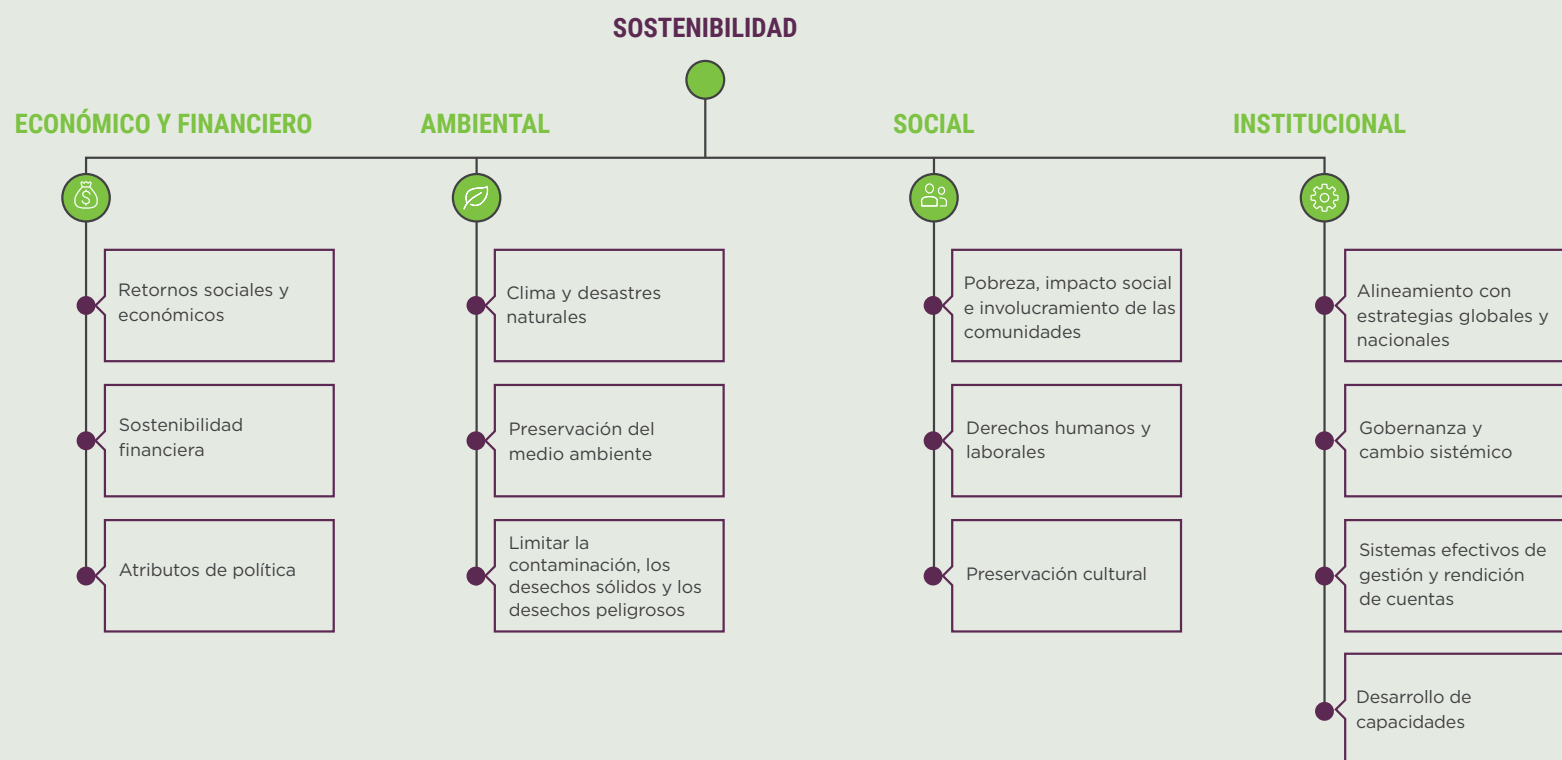 SOSTENIBILIDAD
ECONÓMICO Y FINANCIERO
Retornos sociales y
económicos
Sostenibilidad
financiera
Atributos de política
AMBIENTAL
Clima y desastres
naturales
Preservación del
medio ambiente
Limitar la
contaminación, los
desechos sólidos y los
desechos peligrosos
SOCIAL
Pobreza, impacto social
e involucramiento de las
comunidades
Derechos humanos y
laborales
Preservación cultural
INSTITUCIONAL
Alineamiento con
estrategias globales y
nacionales
Gobernanza y
cambio sistémico
Sistemas efectivos de
gestión y rendición
de cuentas
Desarrollo de
capacidades